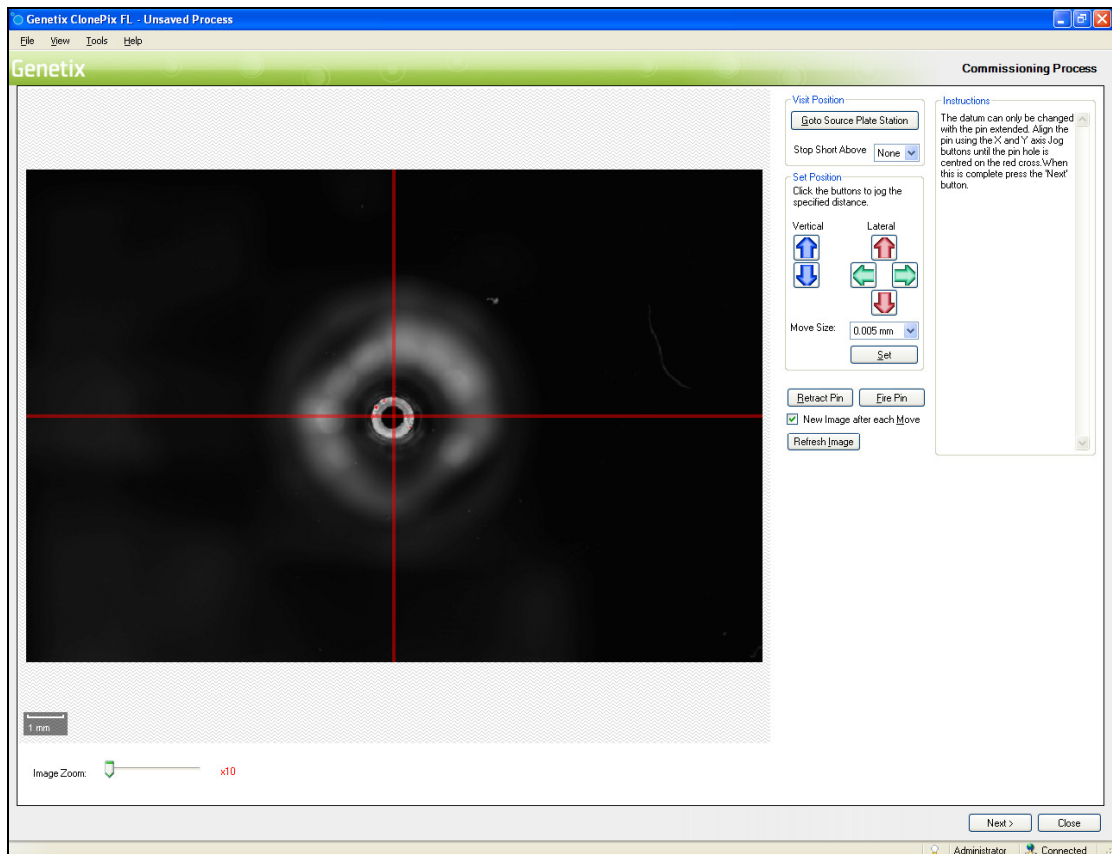 Genetix ClonePix FL - Unsaved Process
File View Tools Help
Genetix
Commissioning Process
Visit Position
Goto Source Plate Station
Stop Short Above None
Set Position
Click the buttons to jog the
specified distance.
Vertical Lateral
Move Size: 0.005 mm
Set
Retract Pin Fire Pin
New Image after each Move
Refresh Image
Instructions
The datum can only be changed
with the pin extended. Align the
pin using the X and Y axis Jog
buttons until the pin hole is
centred on the red cross.When
this is complete press the 'Next'
button.
1 mm
Image Zoom: x10
Next > Close
Administrator Connected